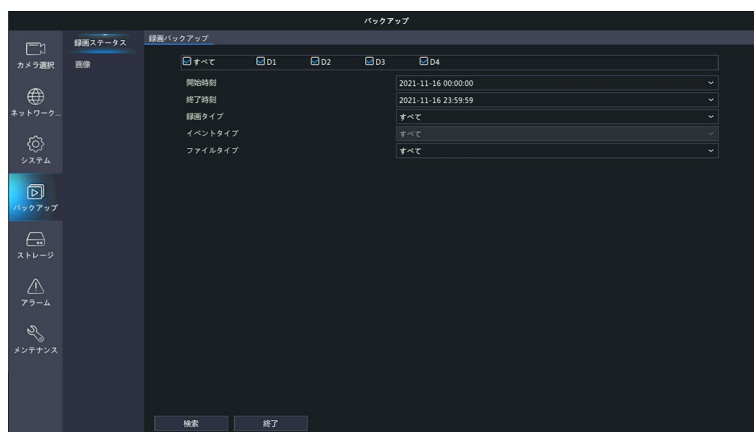 バックアップ
カメラ選択
ネットワーク...
システム
バックアップ
ストレージ
アラーム
メンテナンス
録画ステータス
画像
録画バックアップ
すべて D1 D2 D3 D4
開始時刻 2021-11-16 00:00:00
終了時刻 2021-11-16 23:59:59
録画タイプ すべて
イベントタイプ すべて
ファイルタイプ すべて
検索 終了